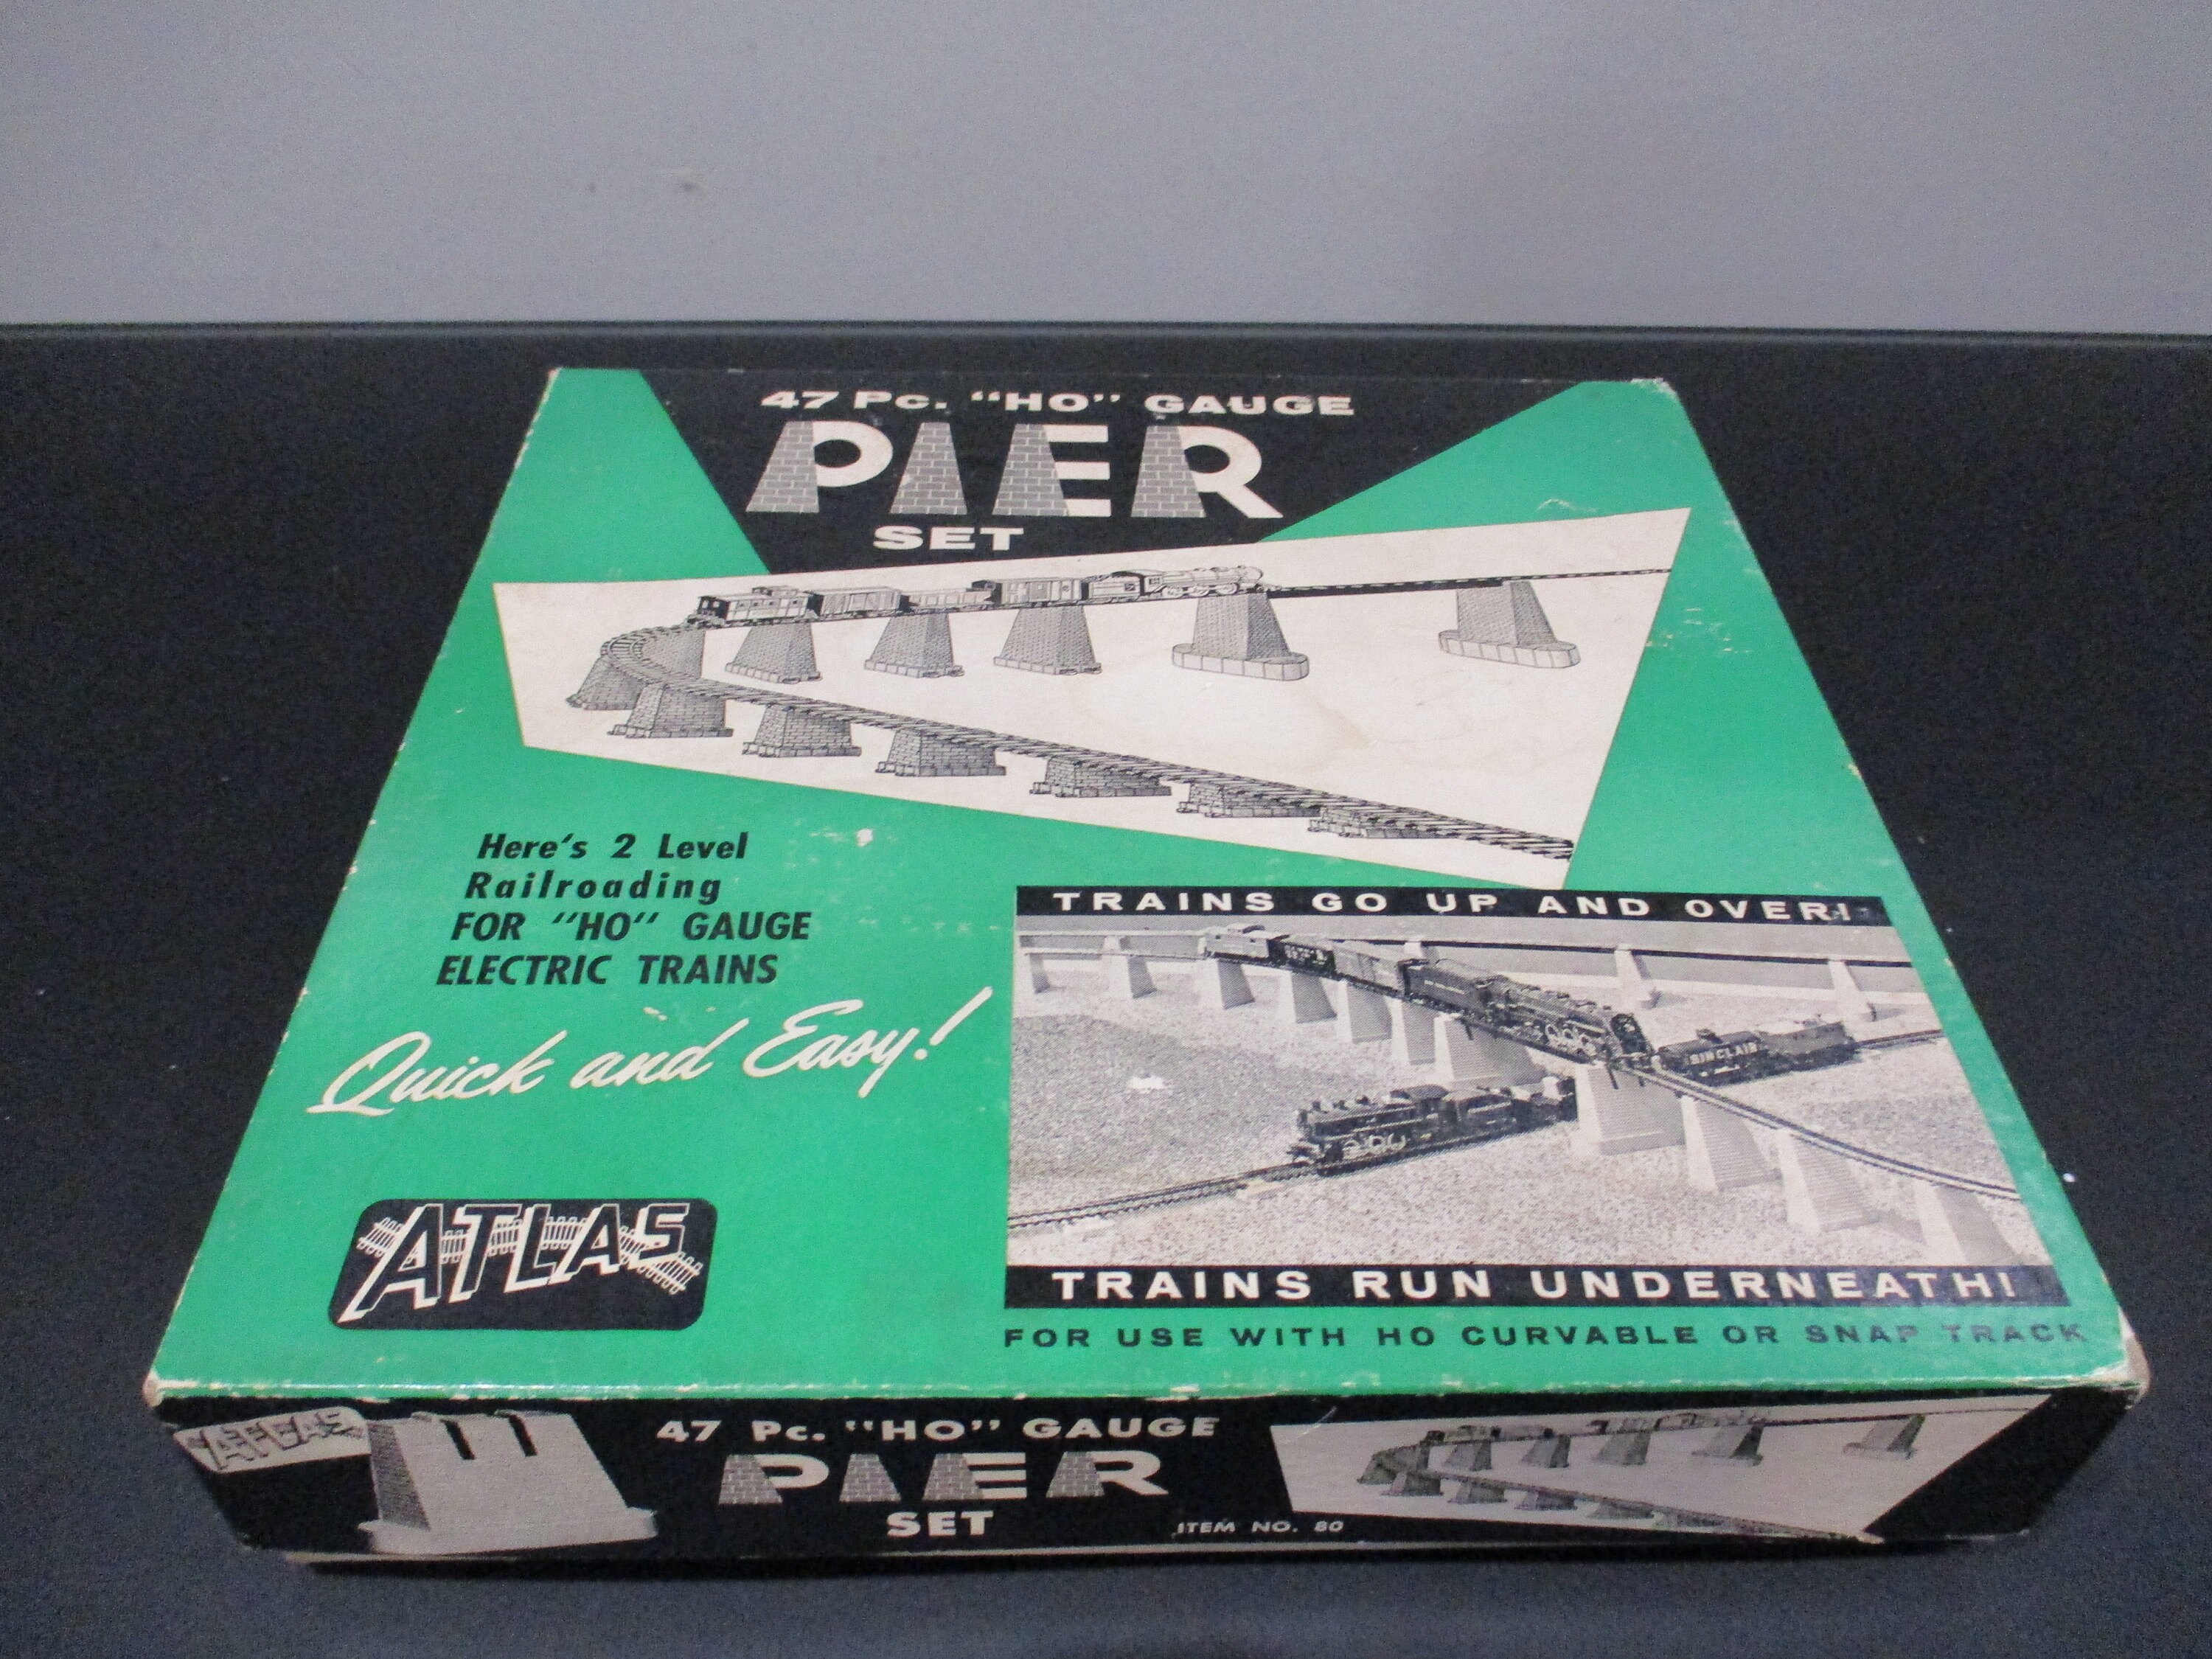 47 Pc. "HO" GAUGE
PIER
SET
Here's 2 Level
Railroading
FOR "HO" GAUGE
ELECTRIC TRAINS
Quick and Easy!
ATLAS
TRAINS GO UP AND OVER!
SINCLAIR
TRAINS RUN UNDERNEATH!
FOR USE WITH HO CURVABLE OR SNAP TRACK
ATLAS
47 Pc. "HO" GAUGE
PIER
SET
ITEM NO. 80